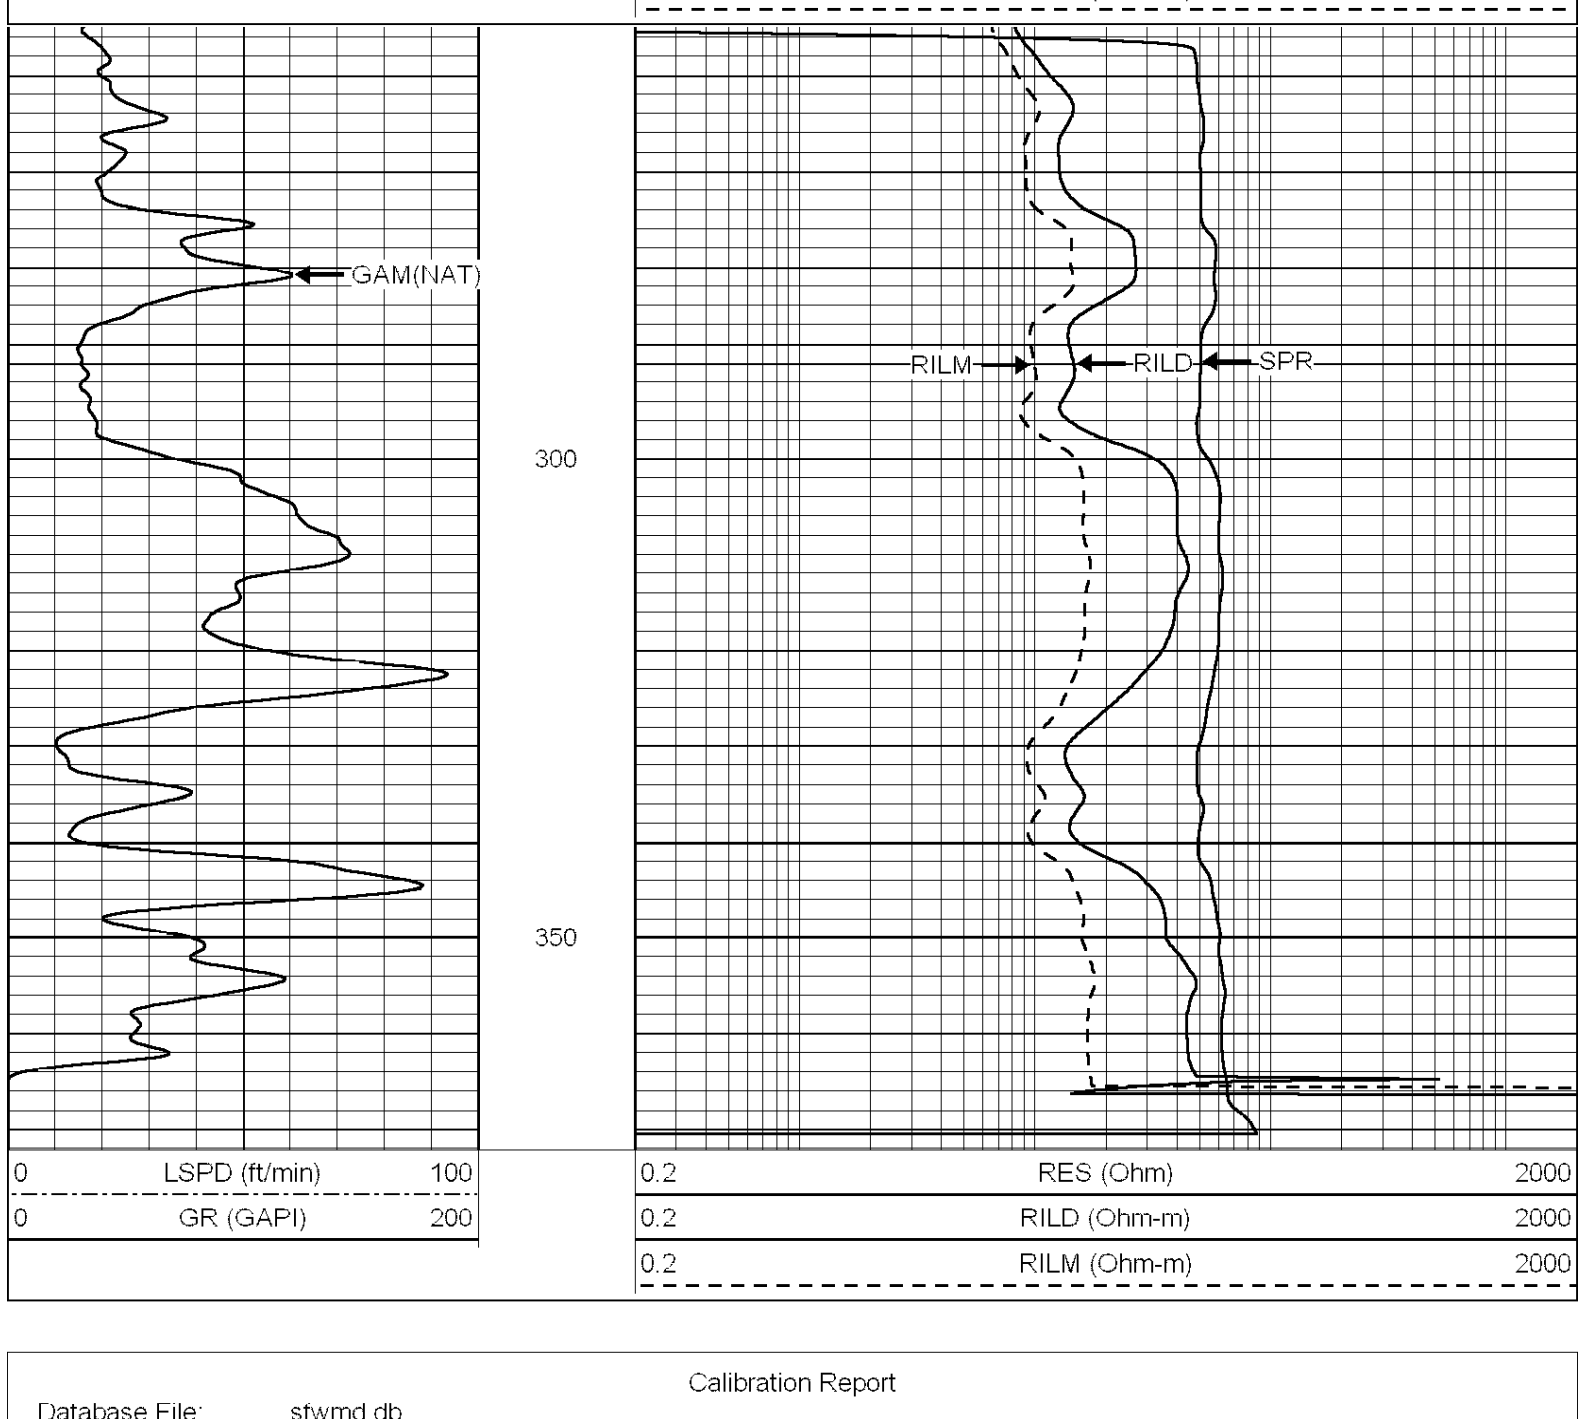 GAM(NAT)
RILM
RILD
SPR
300
350
0 LSPD (ft/min) 100
0.2 RES (Ohm) 2000
0 GR (GAPI) 200
0.2 RILD (Ohm-m) 2000
0.2 RILM (Ohm-m) 2000
Calibration Report
Database File: sfwmd.db